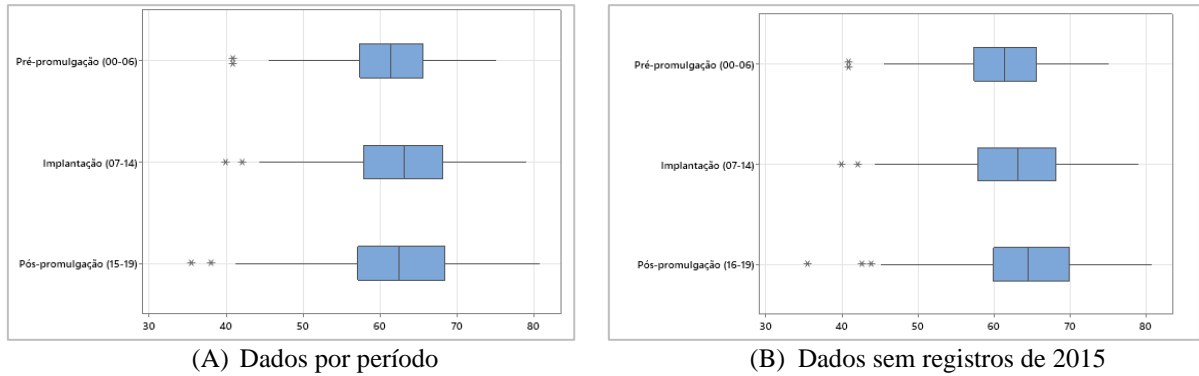 Pré-promulgação (00-06)
Implantação (07-14)
Pós-promulgação (15-19)
30 40 50 60 70 80
(A) Dados por período
Pré-promulgação (00-06)
Implantação (07-14)
Pós-promulgação (16-19)
30 40 50 60 70 80
(B) Dados sem registros de 2015